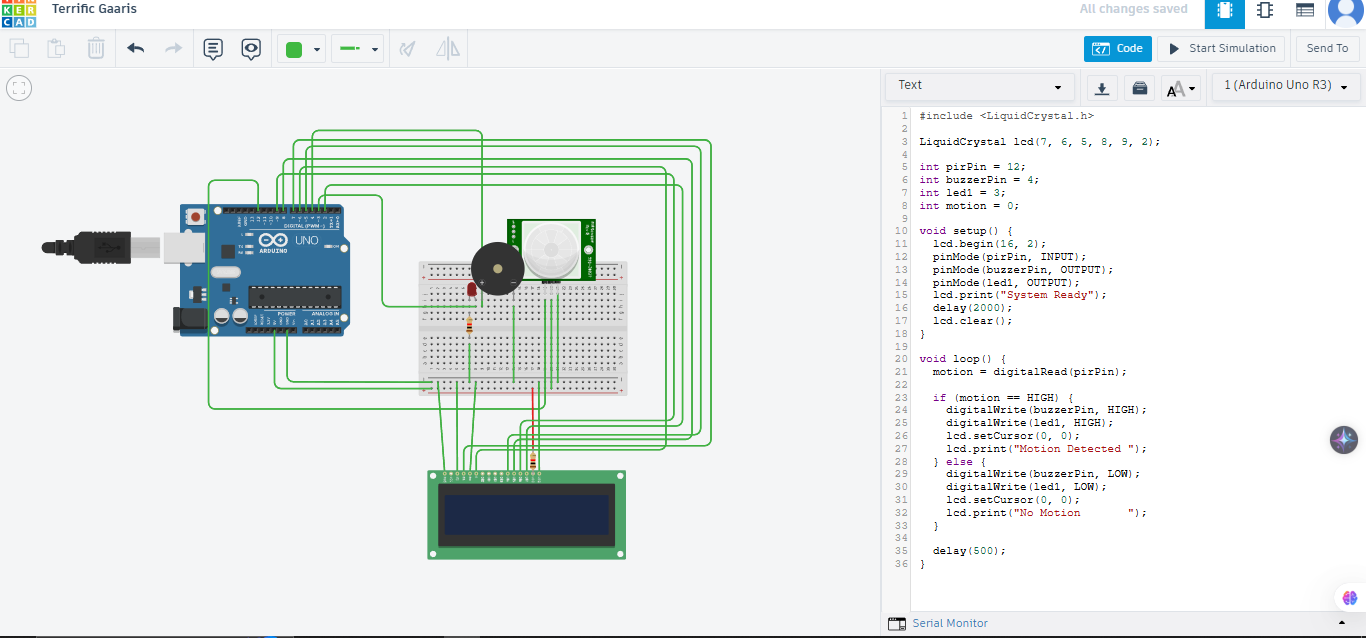 TIN
KER
CAD
Terrific Gaaris
All changes saved
Code
Start Simulation
Send To
Text
1 (Arduino Uno R3)
1 #include <LiquidCrystal.h>
2
3 LiquidCrystal lcd(7, 6, 5, 8, 9, 2);
4
5 int pirPin = 12;
6 int buzzerPin = 4;
7 int led1 = 3;
8 int motion = 0;
9
10 void setup() {
11   lcd.begin(16, 2);
12   pinMode(pirPin, INPUT);
13   pinMode(buzzerPin, OUTPUT);
14   pinMode(led1, OUTPUT);
15   lcd.print("System Ready");
16   delay(2000);
17   lcd.clear();
18 }
19
20 void loop() {
21   motion = digitalRead(pirPin);
22
23   if (motion == HIGH) {
24     digitalWrite(buzzerPin, HIGH);
25     digitalWrite(led1, HIGH);
26     lcd.setCursor(0, 0);
27     lcd.print("Motion Detected ");
28   } else {
29     digitalWrite(buzzerPin, LOW);
30     digitalWrite(led1, LOW);
31     lcd.setCursor(0, 0);
32     lcd.print("No Motion       ");
33   }
34
35   delay(500);
36 }
DIGITAL (PWM~)
UNO
ARDUINO
POWER
ANALOG IN
Serial Monitor